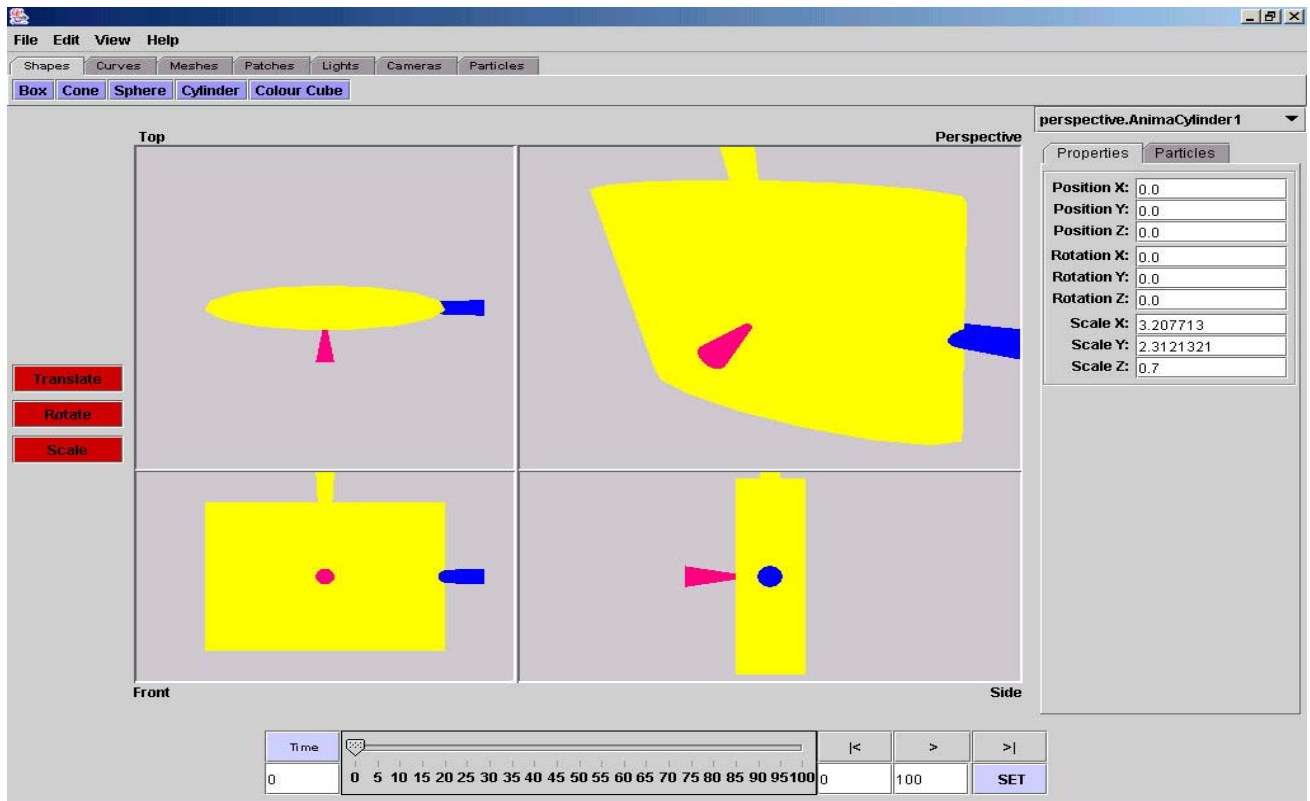 File Edit View Help
Shapes Curves Meshes Patches Lights Cameras Particles
Box Cone Sphere Cylinder Colour Cube
perspective.AnimaCylinder1
Top Perspective
Properties Particles
Position X: 0.0
Position Y: 0.0
Position Z: 0.0
Rotation X: 0.0
Rotation Y: 0.0
Rotation Z: 0.0
Scale X: 3.207713
Scale Y: 2.3121321
Scale Z: 0.7
Translate
Rotate
Scale
Front Side
Time |< > >|
0 0 5 10 15 20 25 30 35 40 45 50 55 60 65 70 75 80 85 90 95 100 0 100 SET